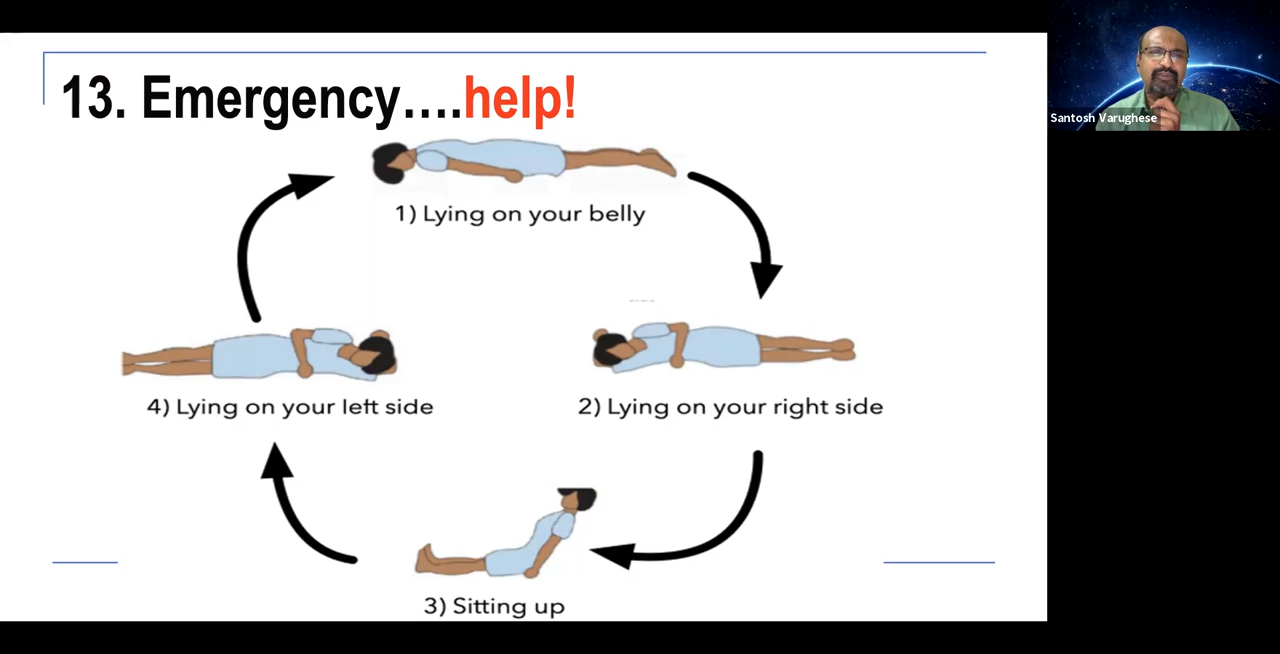 13. Emergency....help!
Santosh Varughese
1) Lying on your belly
4) Lying on your left side
2) Lying on your right side
3) Sitting up